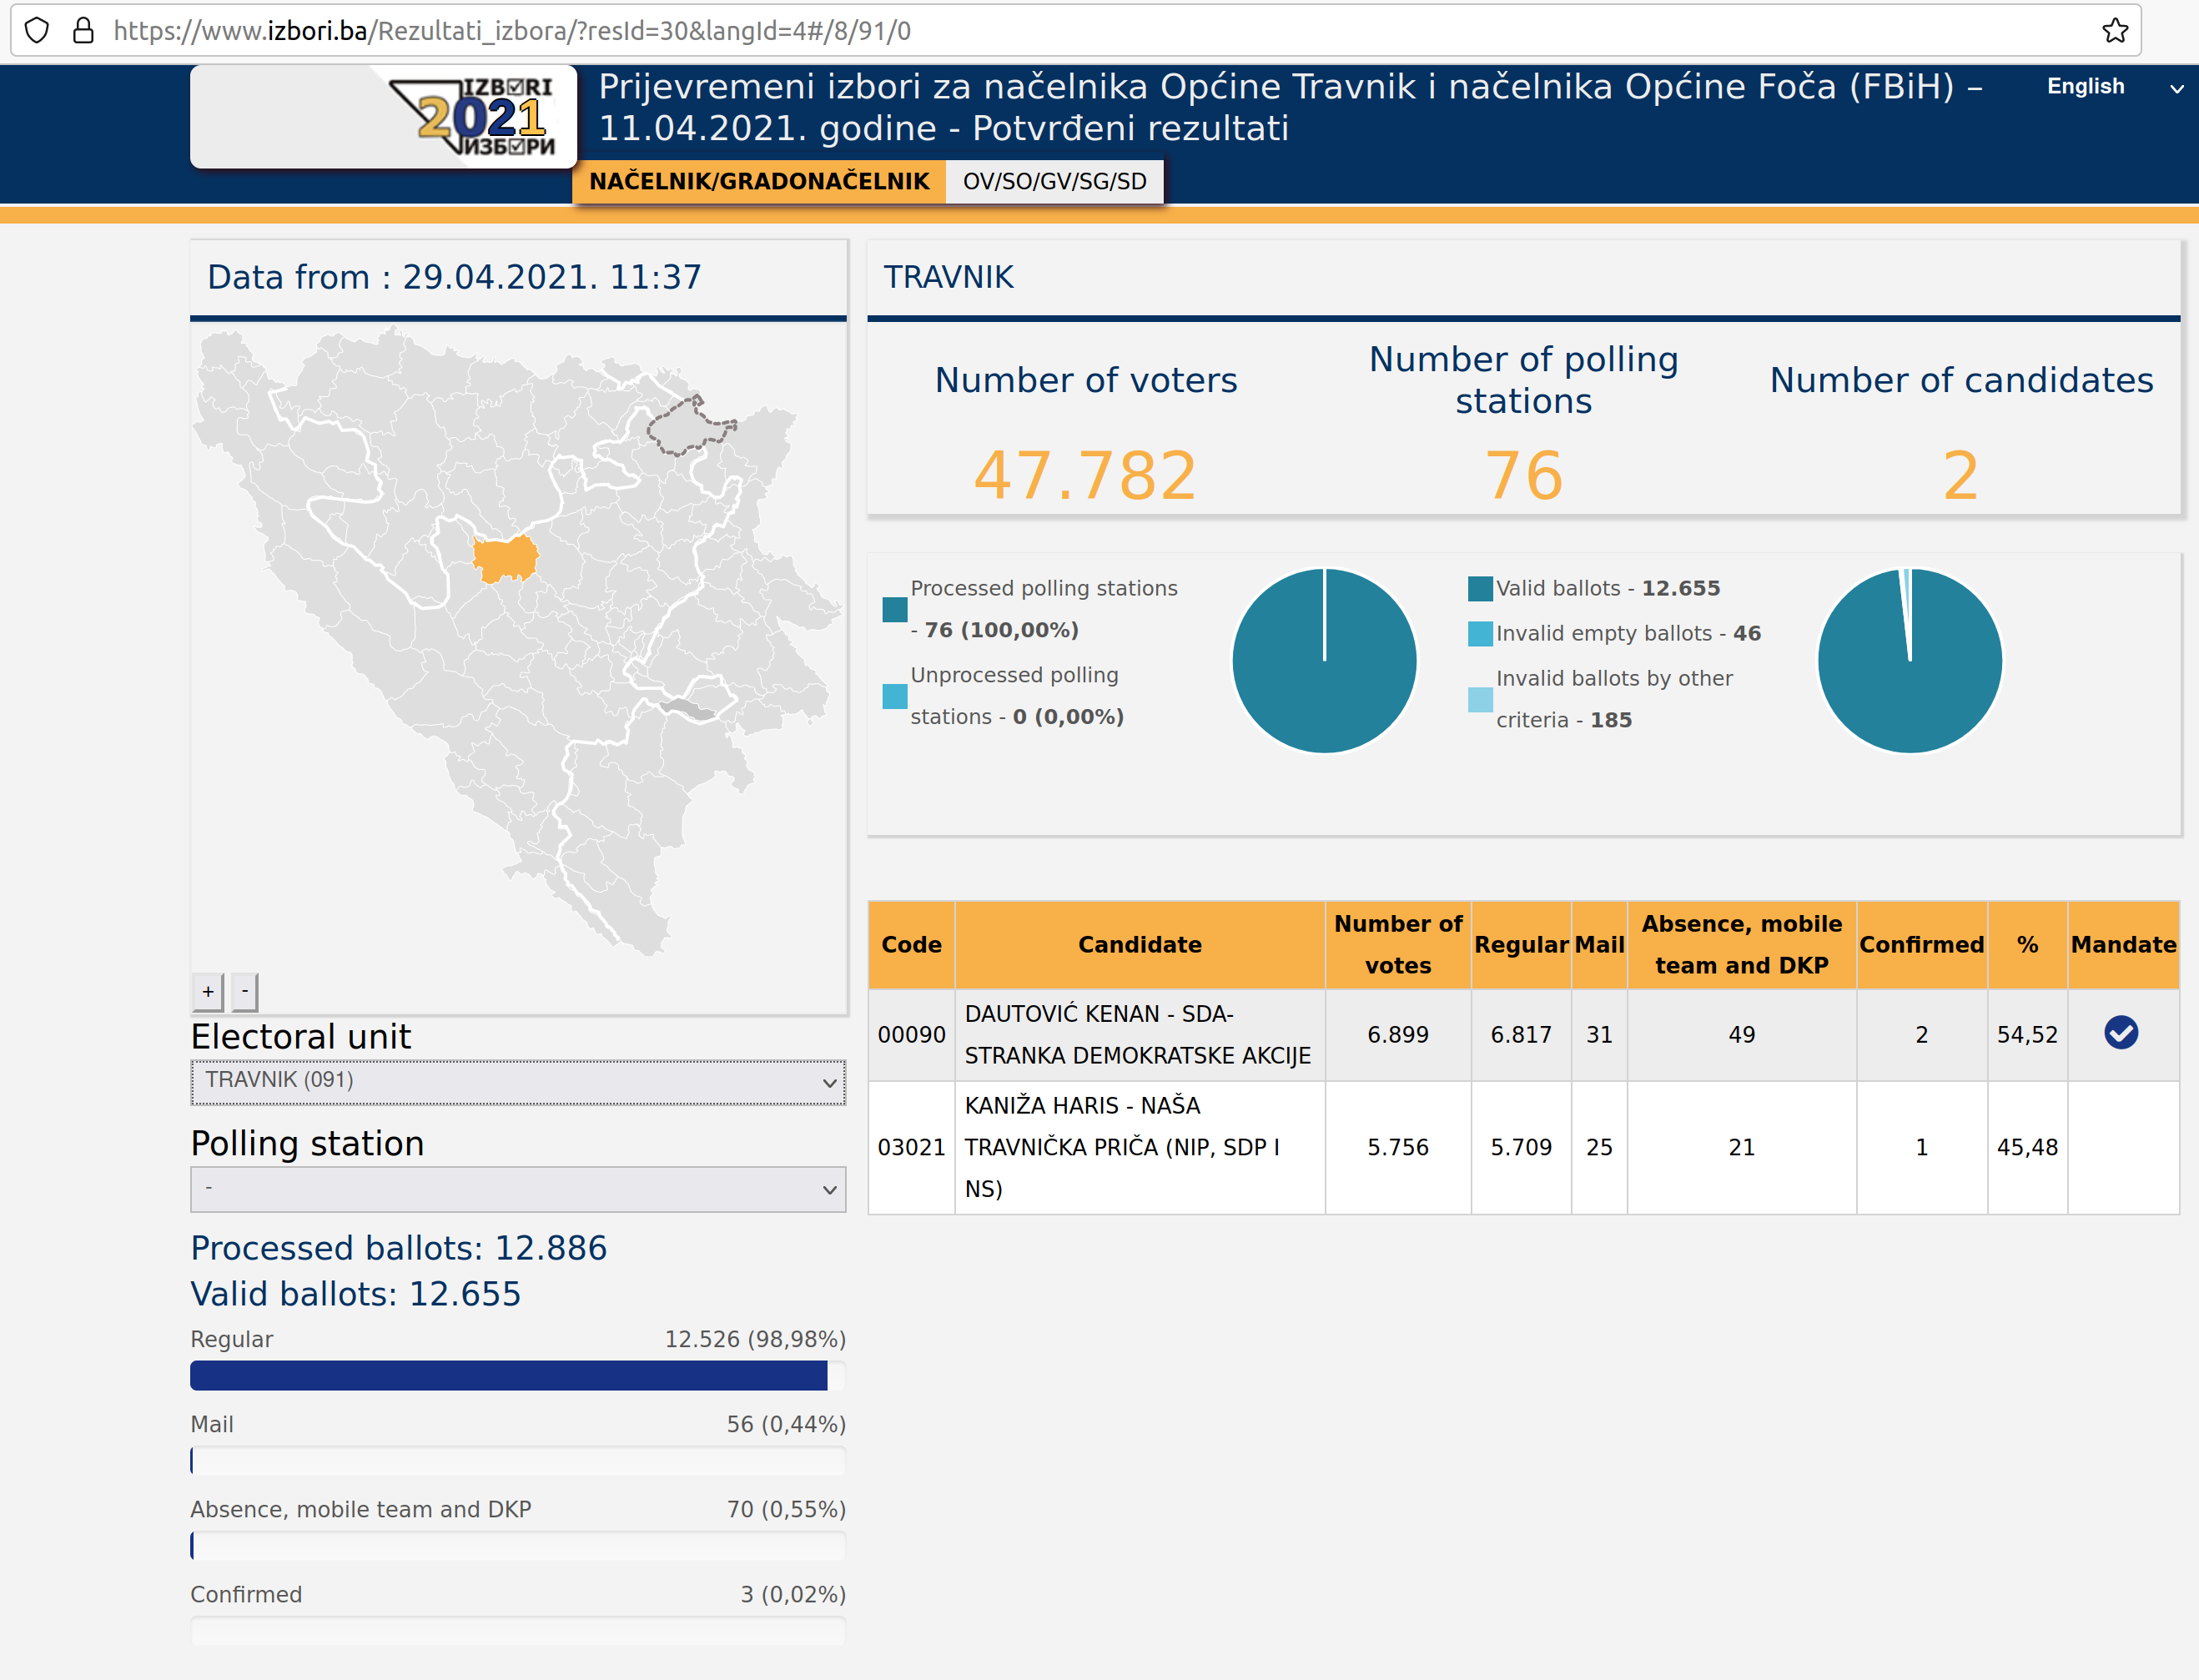 https://www.izbori.ba/Rezultati_izbora/?resId=30&langId=4#/8/91/0
IZBORI
2021
ИЗБОРИ
Prijevremeni izbori za načelnika Općine Travnik i načelnika Općine Foča (FBiH) –
11.04.2021. godine - Potvrđeni rezultati
English
NAČELNIK/GRADONAČELNIK
OV/SO/GV/SG/SD
Data from : 29.04.2021. 11:37
+
-
Electoral unit
TRAVNIK (091)
Polling station
-
Processed ballots: 12.886
Valid ballots: 12.655
Regular 12.526 (98,98%)
Mail 56 (0,44%)
Absence, mobile team and DKP 70 (0,55%)
Confirmed 3 (0,02%)
TRAVNIK
Number of voters
47.782
Number of polling
stations
76
Number of candidates
2
Processed polling stations
- 76 (100,00%)
Unprocessed polling
stations - 0 (0,00%)
Valid ballots - 12.655
Invalid empty ballots - 46
Invalid ballots by other
criteria - 185
Code Candidate Number of votes Regular Mail Absence, mobile team and DKP Confirmed % Mandate
00090 DAUTOVIĆ KENAN - SDA-
STRANKA DEMOKRATSKE AKCIJE 6.899 6.817 31 49 2 54,52
03021 KANIŽA HARIS - NAŠA
TRAVNIČKA PRIČA (NIP, SDP I
NS) 5.756 5.709 25 21 1 45,48